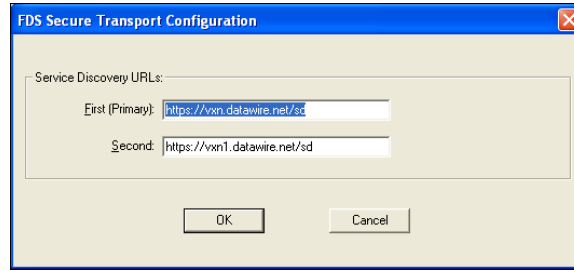 FDS Secure Transport Configuration
Service Discovery URLs:
First (Primary): https://vxn.datawire.net/sd
Second: https://vxn1.datawire.net/sd
OK Cancel